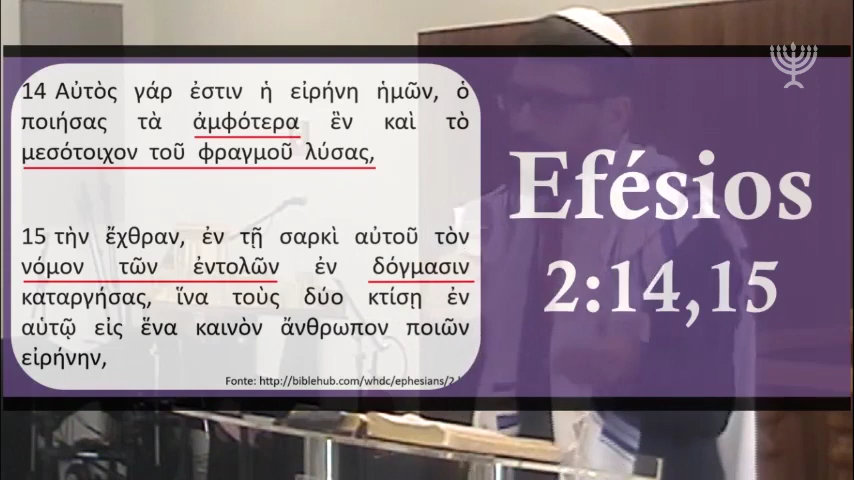 14 Αὐτὸς γάρ ἐστιν ἡ εἰρήνη ἡμῶν, ὁ
ποιήσας τὰ ἀμφότερα ἓν καὶ τὸ
μεσότοιχον τοῦ φραγμοῦ λύσας,
15 τὴν ἔχθραν, ἐν τῇ σαρκὶ αὐτοῦ τὸν
νόμον τῶν ἐντολῶν ἐν δόγμασιν
καταργήσας, ἵνα τοὺς δύο κτίσῃ ἐν
αὑτῷ εἰς ἕνα καινὸν ἄνθρωπον ποιῶν
εἰρήνην,
Fonte: http://biblehub.com/whdc/ephesians/2
Efésios
2:14,15